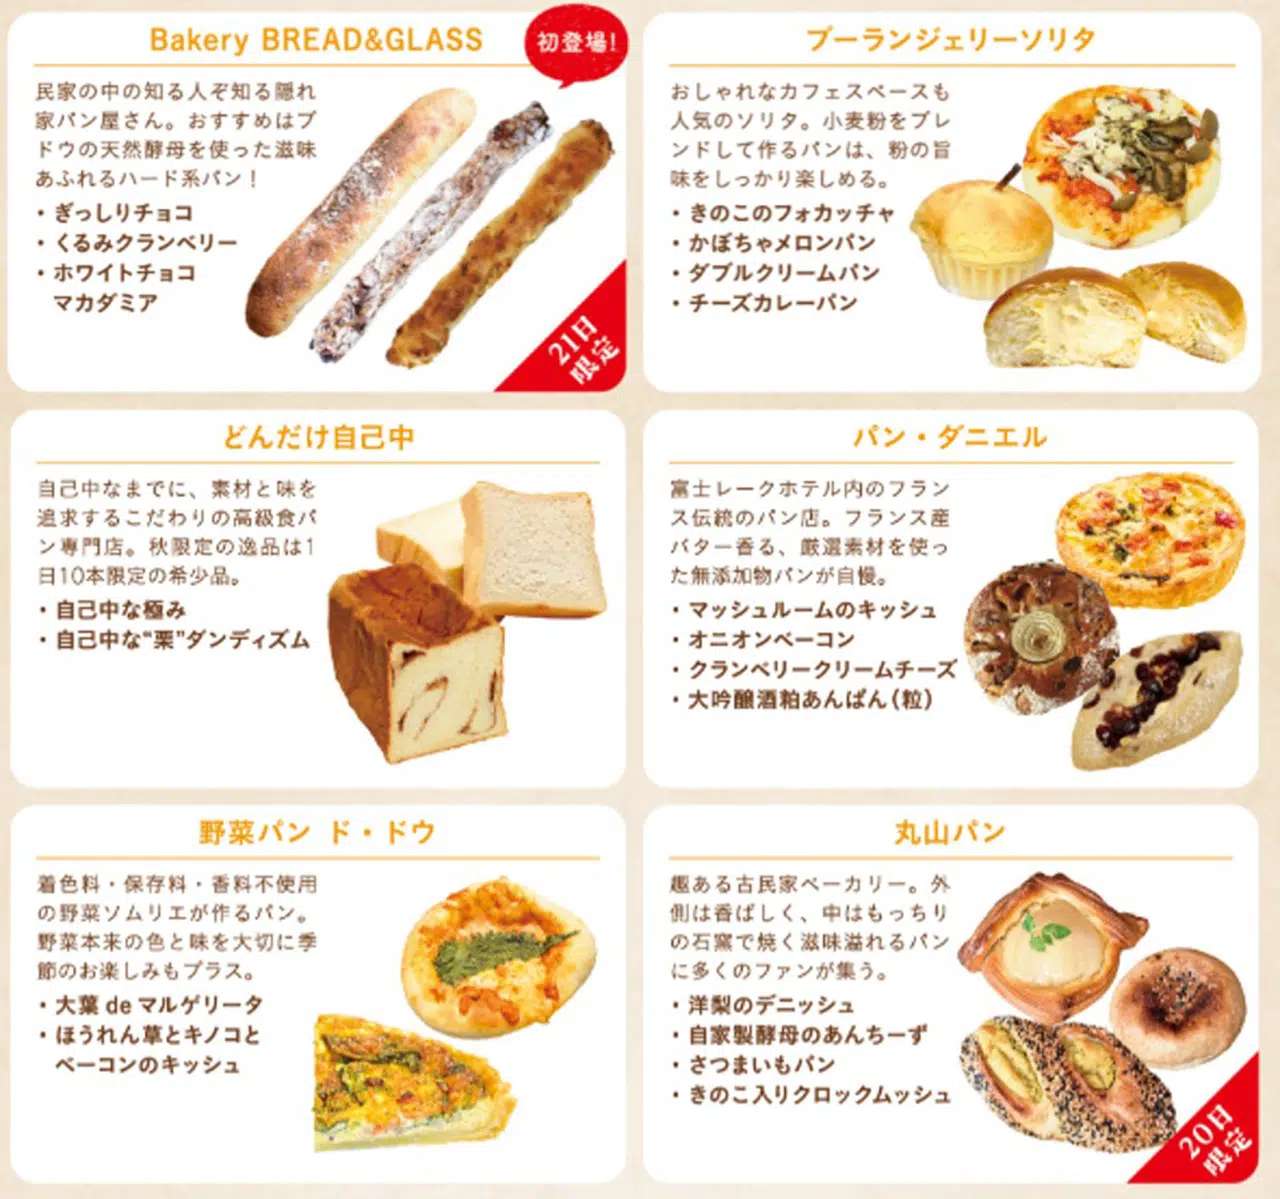 Bakery BREAD&GLASS
初登場!
民家の中の知る人ぞ知る隠れ
家パン屋さん。おすすめはブ
ドウの天然酵母を使った滋味
あふれるハード系パン!
・ぎっしりチョコ
・くるみクランベリー
・ホワイトチョコ
マカダミア
21日
限定
ブーランジェリーソリタ
おしゃれなカフェスペースも
人気のソリタ。小麦粉をブレ
ンドして作るパンは、粉の旨
味をしっかり楽しめる。
・きのこのフォカッチャ
・かぼちゃメロンパン
・ダブルクリームパン
・チーズカレーパン
どんだけ自己中
自己中なまでに、素材と味を
追求するこだわりの高級食パ
ン専門店。秋限定の逸品は1
日10本限定の希少品。
・自己中な極み
・自己中な“栗”ダンディズム
パン・ダニエル
富士レークホテル内のフラン
ス伝統のパン店。フランス産
バター香る、厳選素材を使っ
た無添加物パンが自慢。
・マッシュルームのキッシュ
・オニオンベーコン
・クランベリークリームチーズ
・大吟醸酒粕あんぱん(粒)
野菜パン ド・ドウ
着色料・保存料・香料不使用
の野菜ソムリエが作るパン。
野菜本来の色と味を大切に季
節のお楽しみもプラス。
・大葉 de マルゲリータ
・ほうれん草とキノコと
ベーコンのキッシュ
丸山パン
趣ある古民家ベーカリー。外
側は香ばしく、中はもっちり
の石窯で焼く滋味溢れるパン
に多くのファンが集う。
・洋梨のデニッシュ
・自家製酵母のあんちーず
・さつまいもパン
・きのこ入りクロックムッシュ
20日
限定